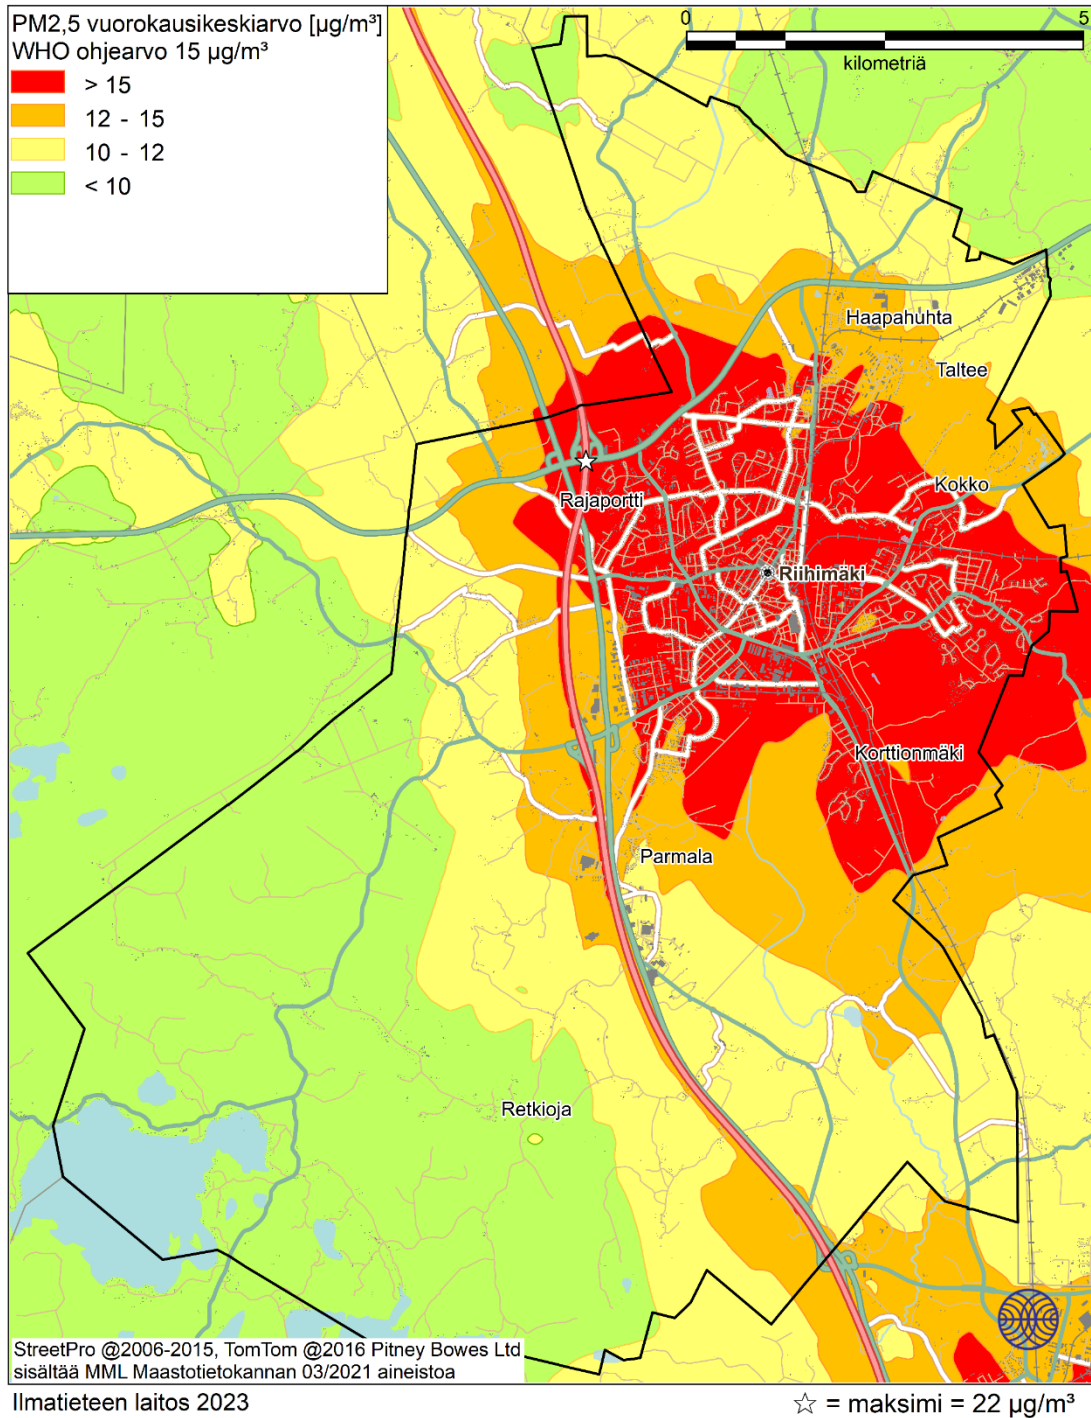 PM2,5 vuorokausikeskiarvo [µg/m³]
WHO ohjearvo 15 µg/m³
> 15
12 - 15
10 - 12
< 10
0 5
kilometriä
Haapahuhta
Taltee
Kokko
Rajaportti
Riihimäki
Korttionmäki
Parmala
Retkioja
StreetPro @2006-2015, TomTom @2016 Pitney Bowes Ltd
sisältää MML Maastotietokannan 03/2021 aineistoa
Ilmatieteen laitos 2023
☆ = maksimi = 22 µg/m³